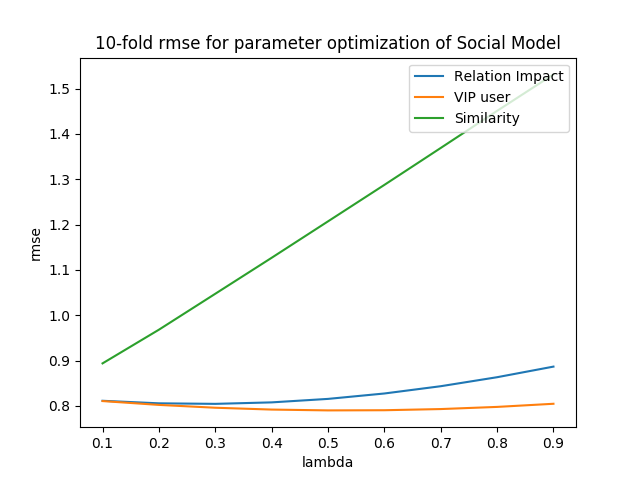 10-fold rmse for parameter optimization of Social Model
Relation Impact
VIP user
Similarity
rmse
1.5
1.4
1.3
1.2
1.1
1.0
0.9
0.8
0.1 0.2 0.3 0.4 0.5 0.6 0.7 0.8 0.9
lambda